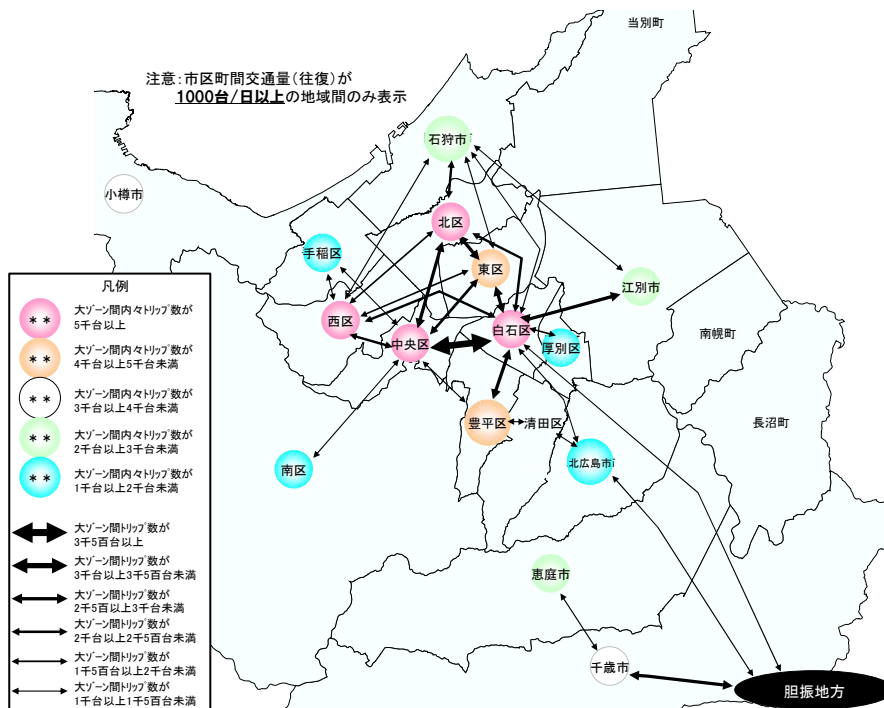 当別町
注意:市区町間交通量(往復)が
1000台/日以上の地域間のみ表示
石狩市
小樽市
北区
手稲区
東区
江別市
西区
中央区
白石区
厚別区
南幌町
長沼町
豊平区
清田区
南区
北広島市
恵庭市
千歳市
胆振地方
凡例
** 大ゾーン間内々トリップ数が
5千台以上
** 大ゾーン間内々トリップ数が
4千台以上5千台未満
** 大ゾーン間内々トリップ数が
3千台以上4千台未満
** 大ゾーン間内々トリップ数が
2千台以上3千台未満
** 大ゾーン間内々トリップ数が
1千台以上2千台未満
大ゾーン間トリップ数が
3千5百台以上
大ゾーン間トリップ数が
3千台以上3千5百台未満
大ゾーン間トリップ数が
2千5百以上3千台未満
大ゾーン間トリップ数が
2千台以上2千5百台未満
大ゾーン間トリップ数が
1千5百台以上2千台未満
大ゾーン間トリップ数が
1千台以上1千5百台未満